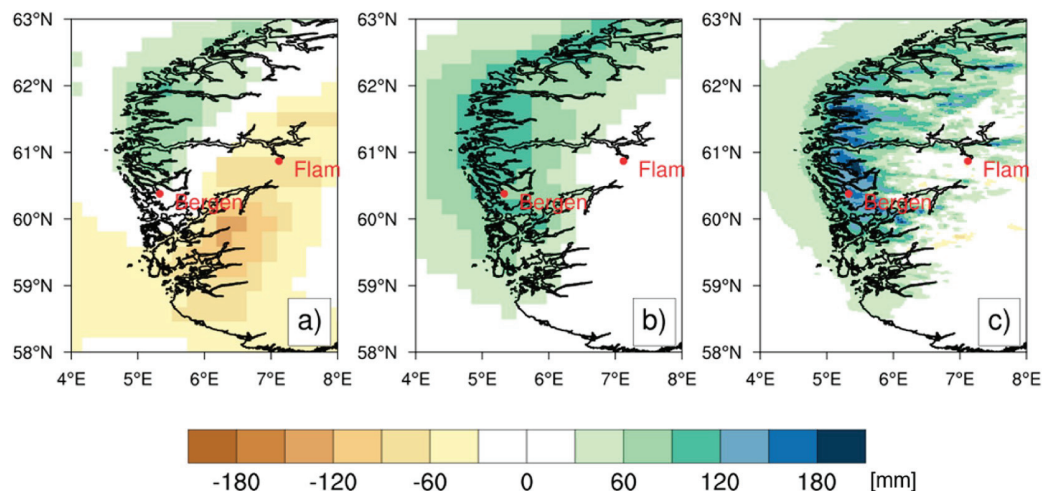 63°N 63°N 63°N
62°N 62°N 62°N
61°N 61°N 61°N
Flam Flam Flam
Bergen Bergen Bergen
60°N 60°N 60°N
59°N 59°N 59°N
a) b) c)
58°N 58°N 58°N
4°E 5°E 6°E 7°E 8°E 4°E 5°E 6°E 7°E 8°E 4°E 5°E 6°E 7°E 8°E
-180 -120 -60 0 60 120 180 [mm]